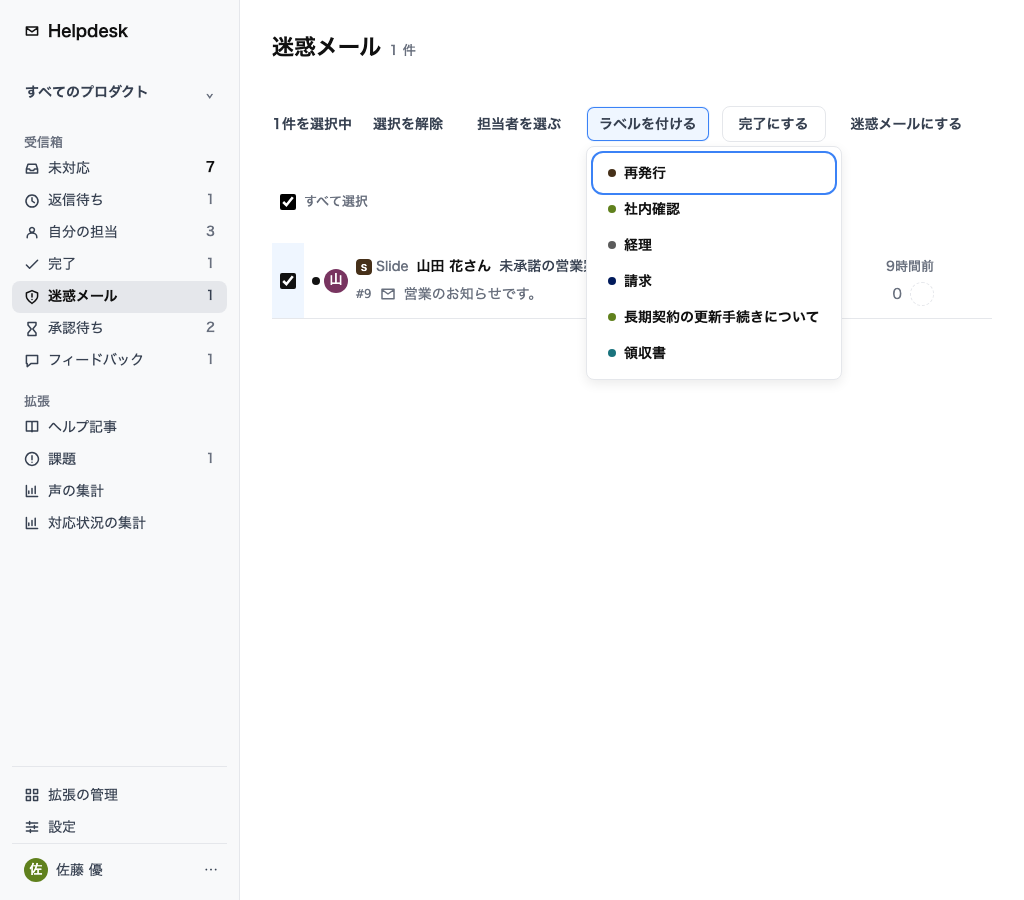 Helpdesk
すべてのプロダクト
受信箱
未対応 7
返信待ち 1
自分の担当 3
完了 1
迷惑メール 1
承認待ち 2
フィードバック 1
拡張
ヘルプ記事
課題 1
声の集計
対応状況の集計
拡張の管理
設定
佐 佐藤 優 …
迷惑メール 1 件
1件を選択中 選択を解除 担当者を選ぶ ラベルを付ける 完了にする 迷惑メールにする
すべて選択
山 S Slide 山田 花さん 未承諾の営業 9時間前
#9 営業のお知らせです。 0
再発行
社内確認
経理
請求
長期契約の更新手続きについて
領収書